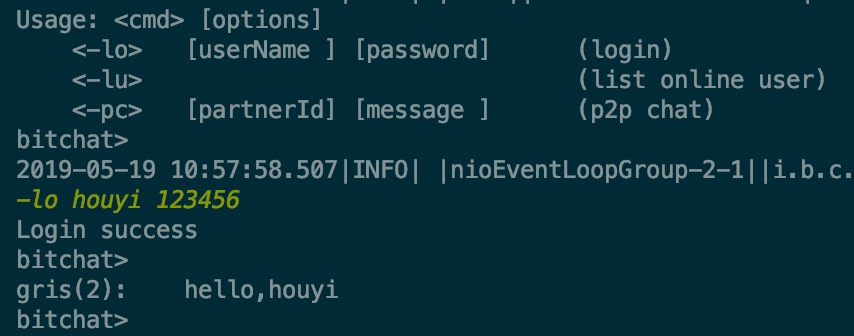 Usage: <cmd> [options]
<-lo> [userName ] [password] (login)
<-lu> (list online user)
<-pc> [partnerId] [message ] (p2p chat)
bitchat>
2019-05-19 10:57:58.507|INFO| |nioEventLoopGroup-2-1||i.b.c.
-lo houyi 123456
Login success
bitchat>
gris(2): hello,houyi
bitchat>